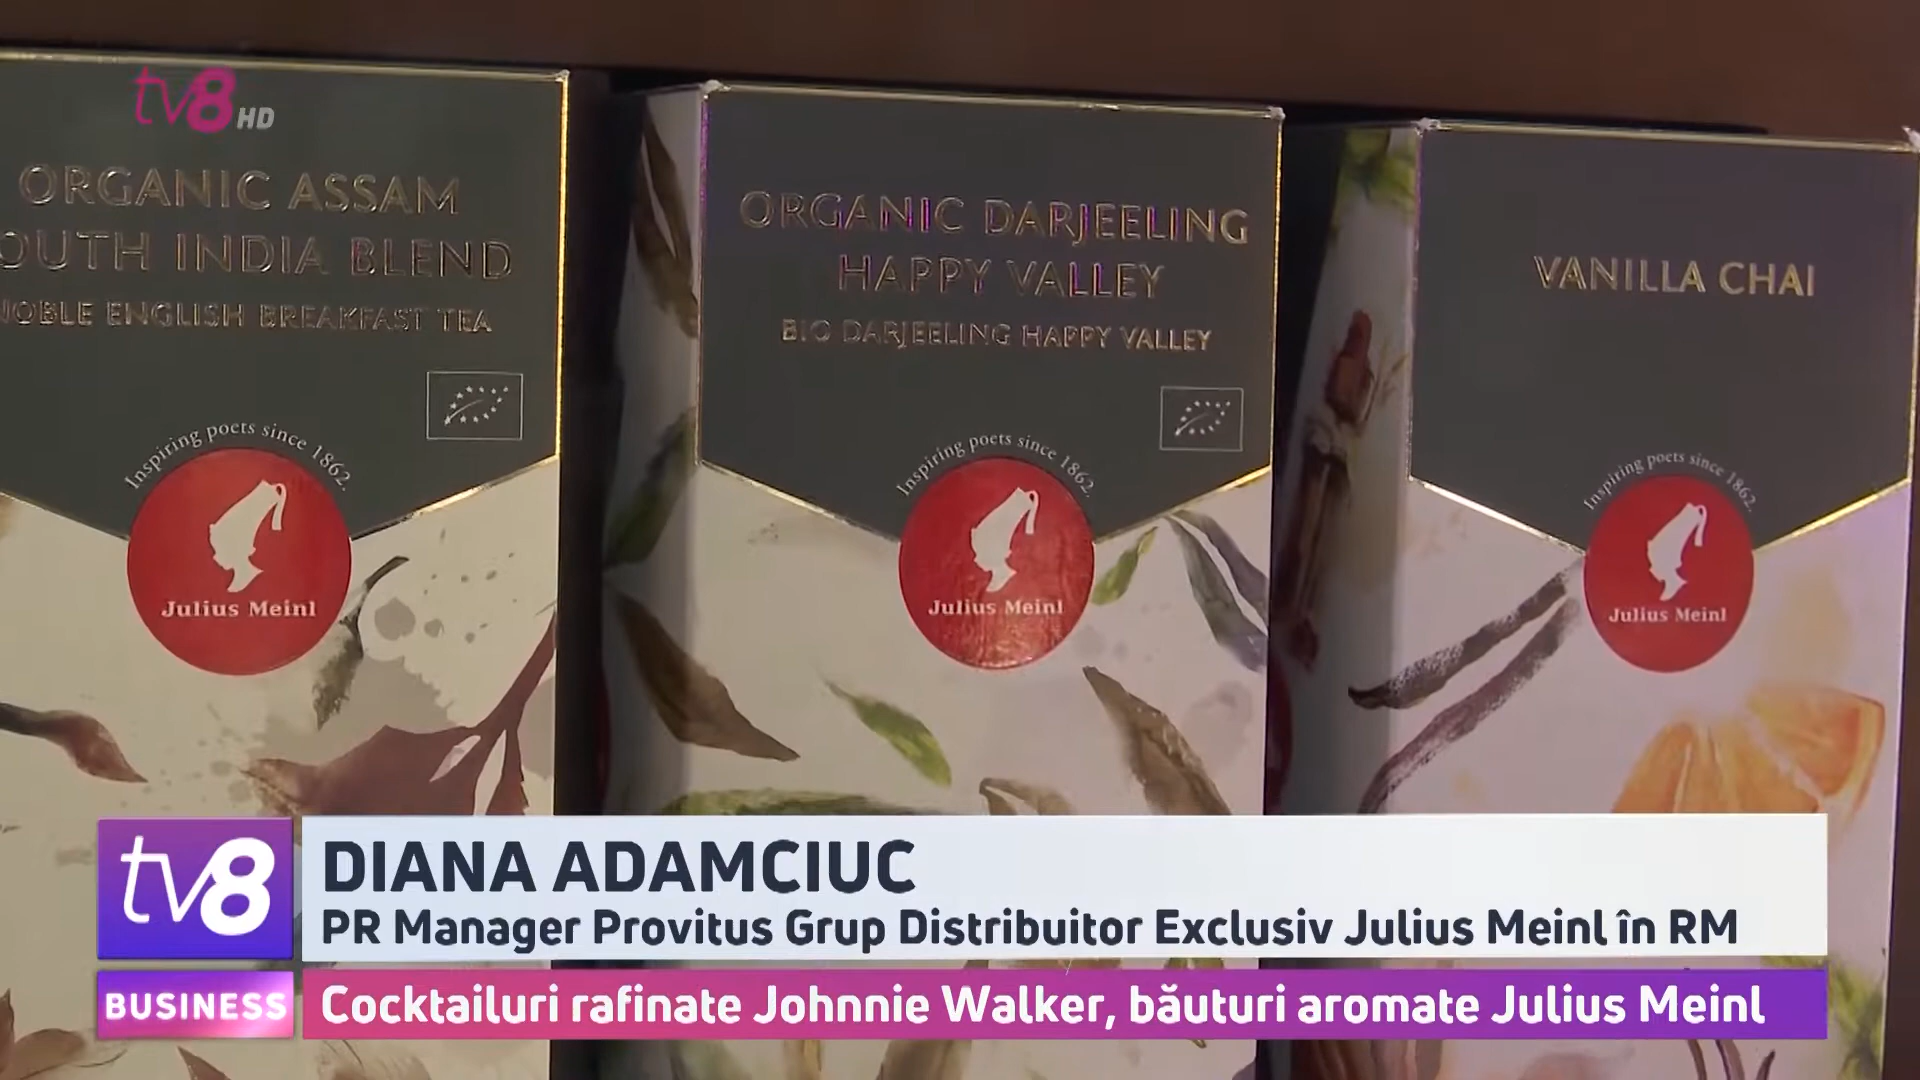 tv8 HD
ORGANIC ASSAM
OUTH INDIA BLEND
NOBLE ENGLISH BREAKFAST TEA
Inspiring poets since 1862.
Julius Meinl
ORGANIC DARJEELING
HAPPY VALLEY
BIO DARJEELING HAPPY VALLEY
Inspiring poets since 1862.
Julius Meinl
VANILLA CHAI
Inspiring poets since 1862.
Julius Meinl
tv8
DIANA ADAMCIUC
PR Manager Provitus Grup Distribuitor Exclusiv Julius Meinl în RM
BUSINESS
Cocktailuri rafinate Johnnie Walker, băuturi aromate Julius Meinl